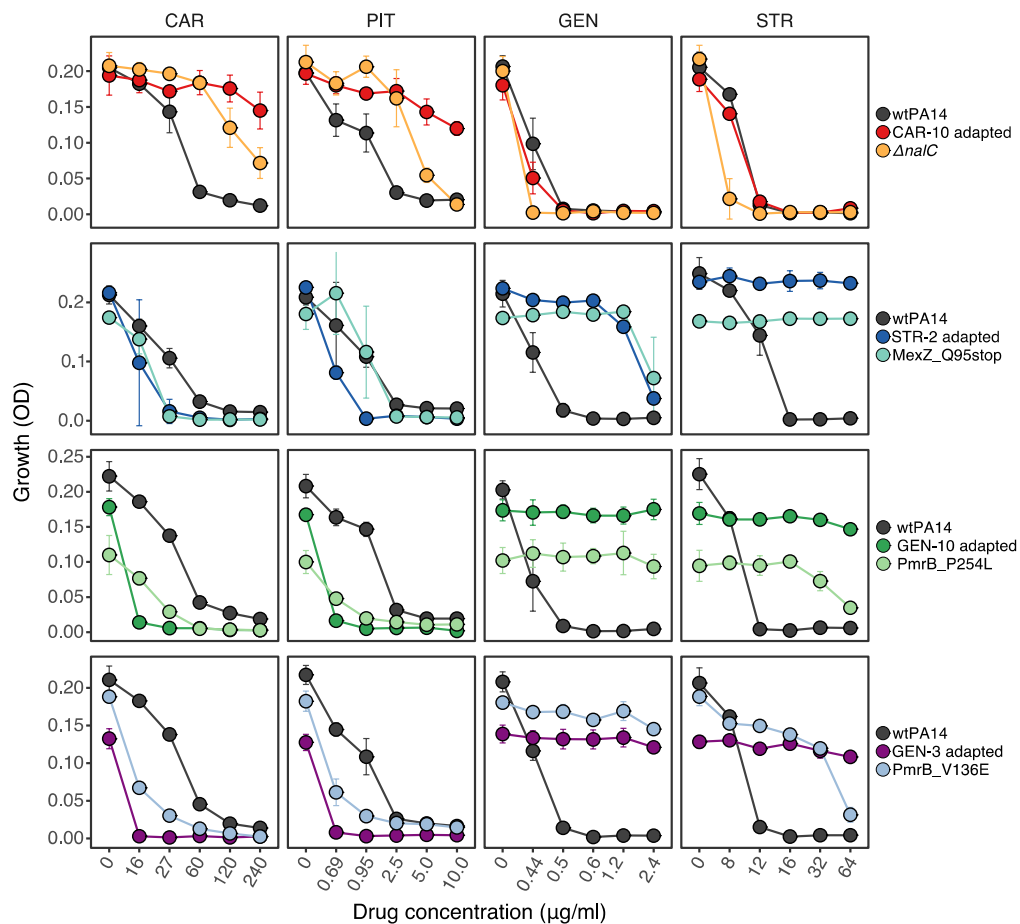 CAR PIT GEN STR
0.20
0.15
0.10
0.05
0.00
wtPA14
CAR-10 adapted
ΔnalC
0.2
0.1
0.0
wtPA14
STR-2 adapted
MexZ_Q95stop
0.25
0.20
0.15
0.10
0.05
0.00
wtPA14
GEN-10 adapted
PmrB_P254L
0.20
0.15
0.10
0.05
0.00
wtPA14
GEN-3 adapted
PmrB_V136E
Growth (OD)
0 16 27 60 120 240 0 0.69 0.95 2.5 5.0 10.0 0 0.44 0.5 0.6 1.2 2.4 0 8 12 16 32 64
Drug concentration (μg/ml)